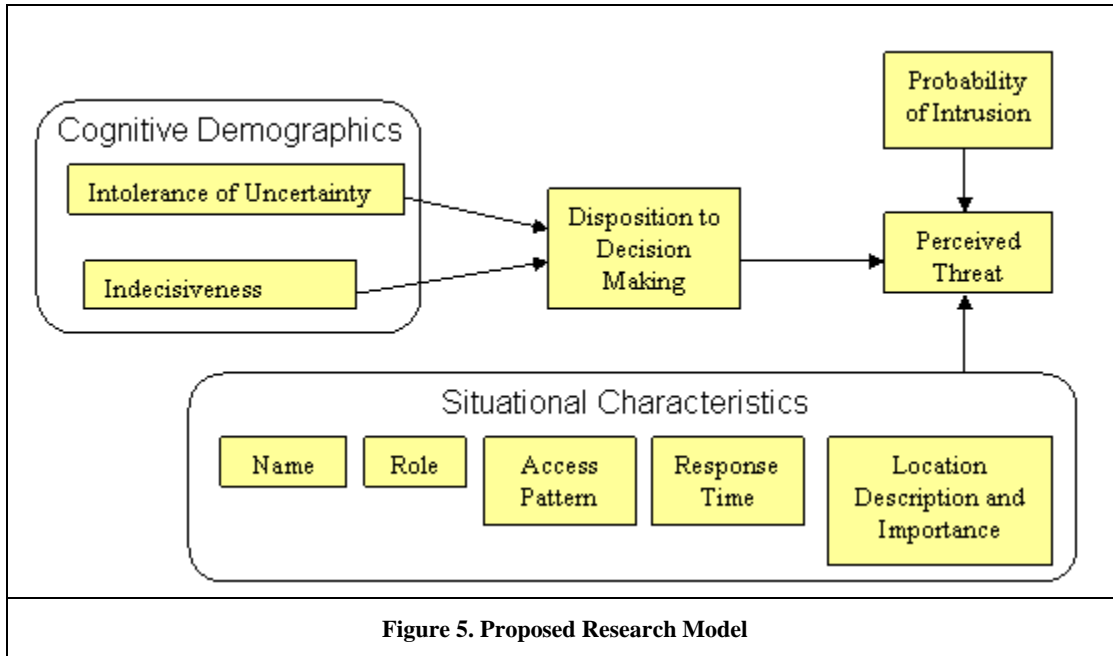 Probability
of Intrusion
Cognitive Demographics
Intolerance of Uncertainty
Indecisiveness
Disposition to
Decision
Making
Perceived
Threat
Situational Characteristics
Name
Role
Access
Pattern
Response
Time
Location
Description and
Importance
Figure 5. Proposed Research Model